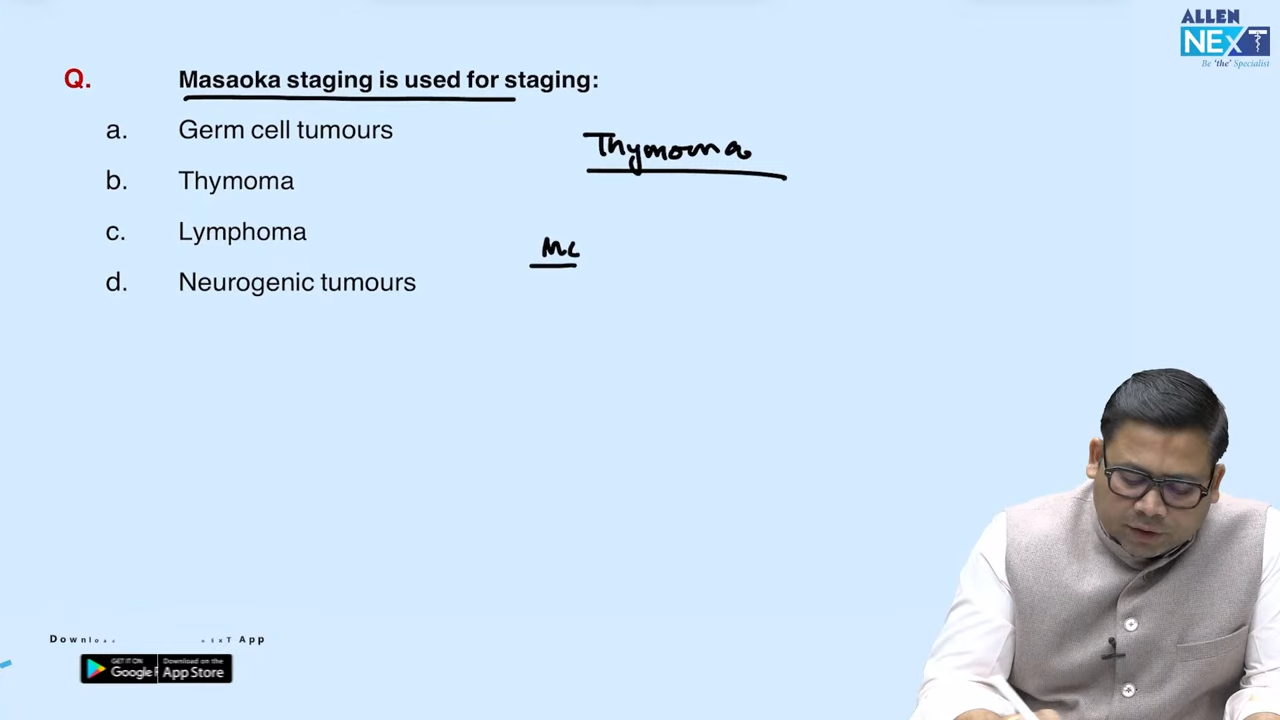 ALLEN
NEXT
Be 'the' Specialist
Q. Masaoka staging is used for staging:
a. Germ cell tumours
Thymoma
b. Thymoma
c. Lymphoma
Mc
d. Neurogenic tumours
App
GET IT ON Download on the
Google App Store